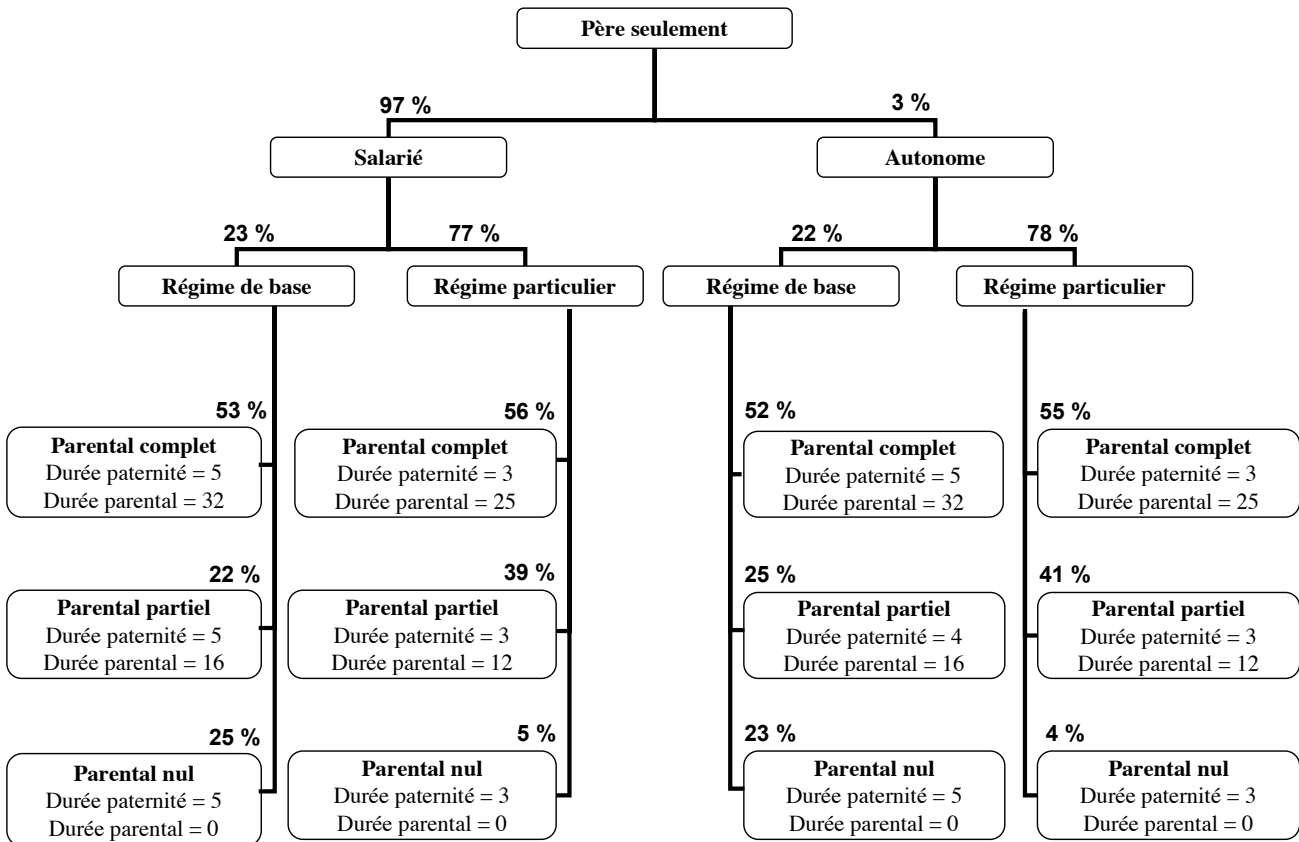 Père seulement
97 %
3 %
Salarié
Autonome
23 %
77 %
22 %
78 %
Régime de base
Régime particulier
Régime de base
Régime particulier
53 %
Parental complet
Durée paternité = 5
Durée parental = 32
56 %
Parental complet
Durée paternité = 3
Durée parental = 25
52 %
Parental complet
Durée paternité = 5
Durée parental = 32
55 %
Parental complet
Durée paternité = 3
Durée parental = 25
22 %
Parental partiel
Durée paternité = 5
Durée parental = 16
39 %
Parental partiel
Durée paternité = 3
Durée parental = 12
25 %
Parental partiel
Durée paternité = 4
Durée parental = 16
41 %
Parental partiel
Durée paternité = 3
Durée parental = 12
25 %
Parental nul
Durée paternité = 5
Durée parental = 0
5 %
Parental nul
Durée paternité = 3
Durée parental = 0
23 %
Parental nul
Durée paternité = 5
Durée parental = 0
4 %
Parental nul
Durée paternité = 3
Durée parental = 0